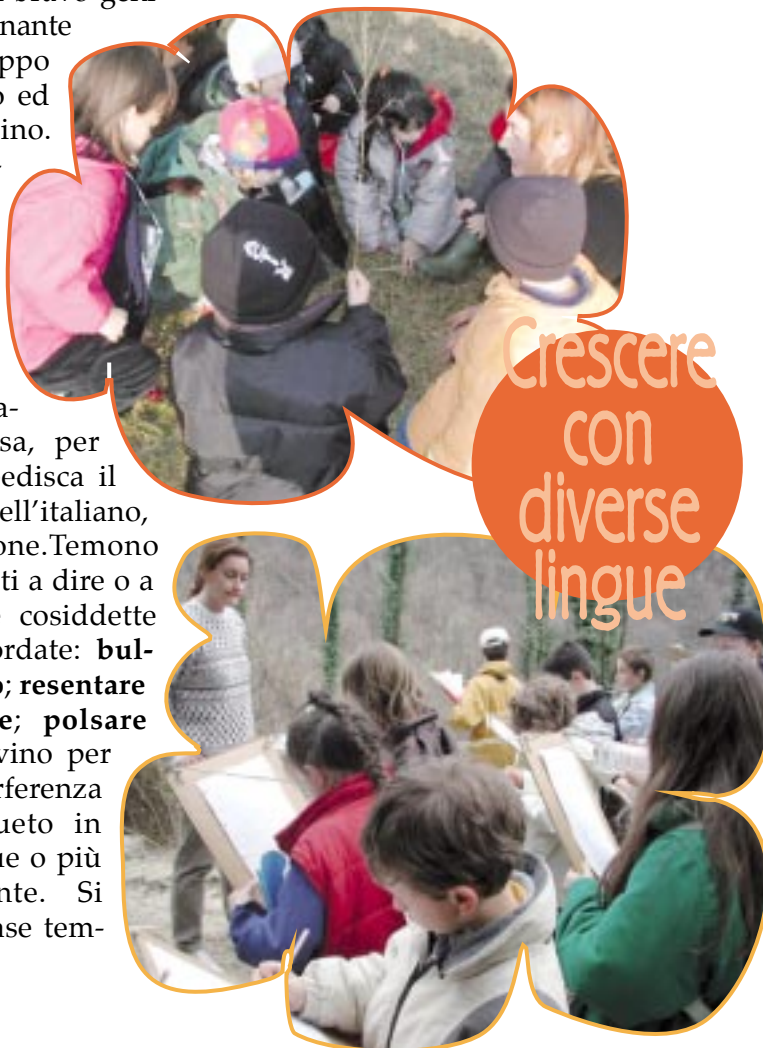 nante
ppo
o ed
ino.
a-
sa, per
edisca il
ell'italiano,
one.Temono
ti a dire o a
cosiddette
ordate: bul-
o; resentare
e; polsare
vino per
rferenza
ueto in
ue o più
nte. Si
ase tem-
Crescere
con
diverse
lingue